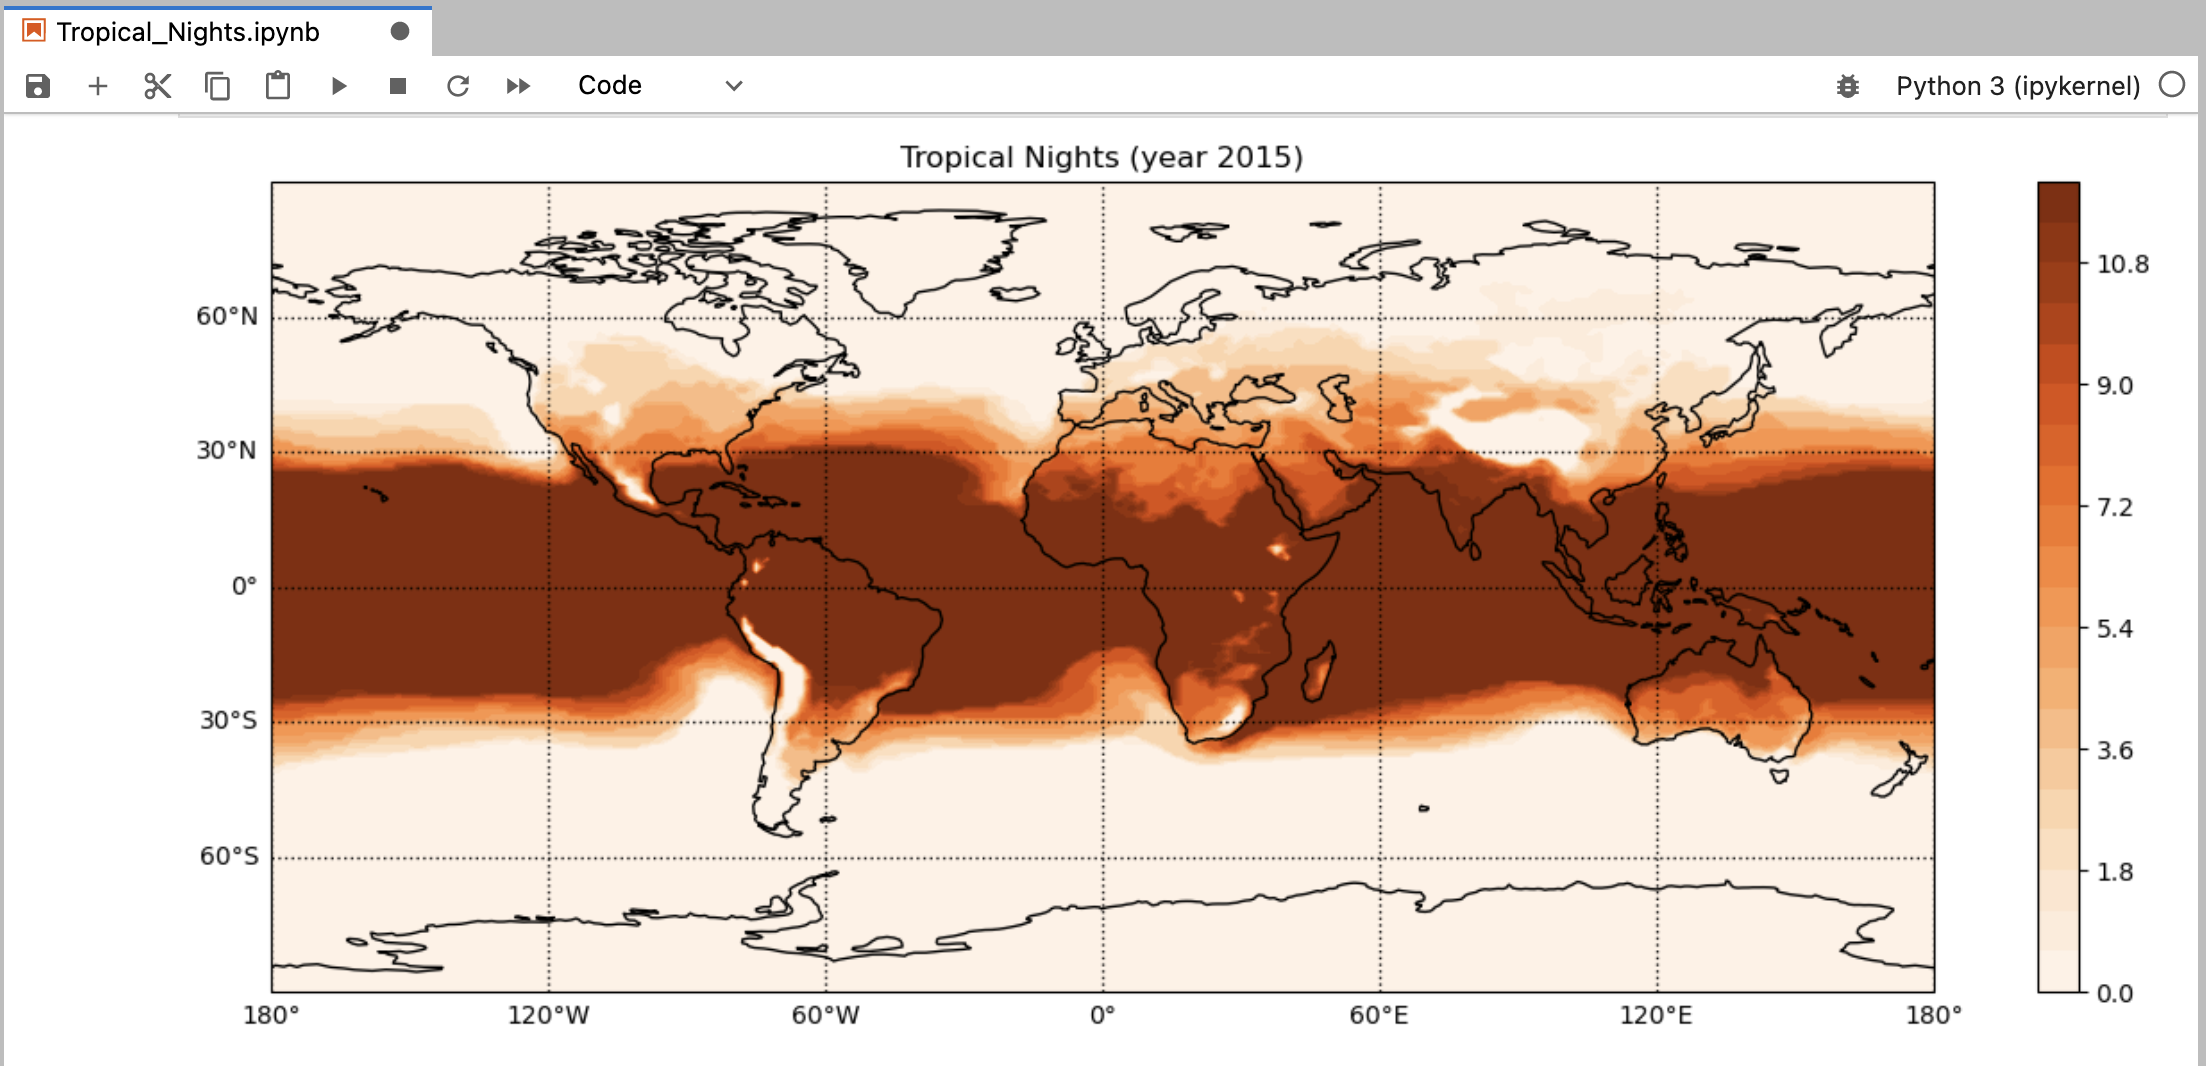 Tropical_Nights.ipynb
Code
Python 3 (ipykernel)
Tropical Nights (year 2015)
60°N
30°N
0°
30°S
60°S
180°
120°W
60°W
0°
60°E
120°E
180°
10.8
9.0
7.2
5.4
3.6
1.8
0.0